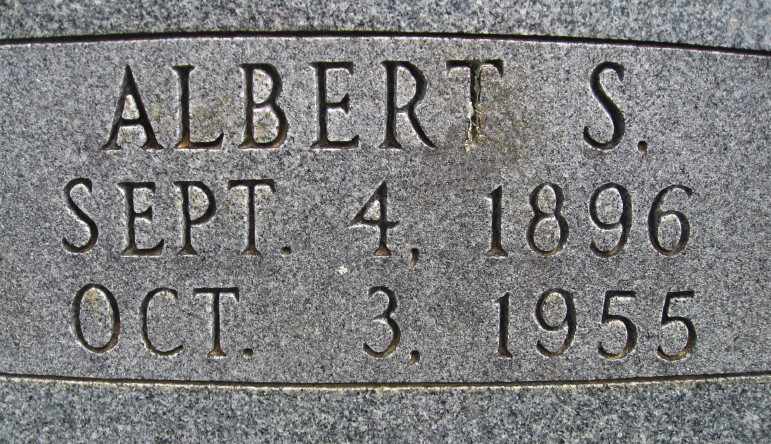 ALBERT S.
SEPT. 4, 1896
OCT. 3, 1955